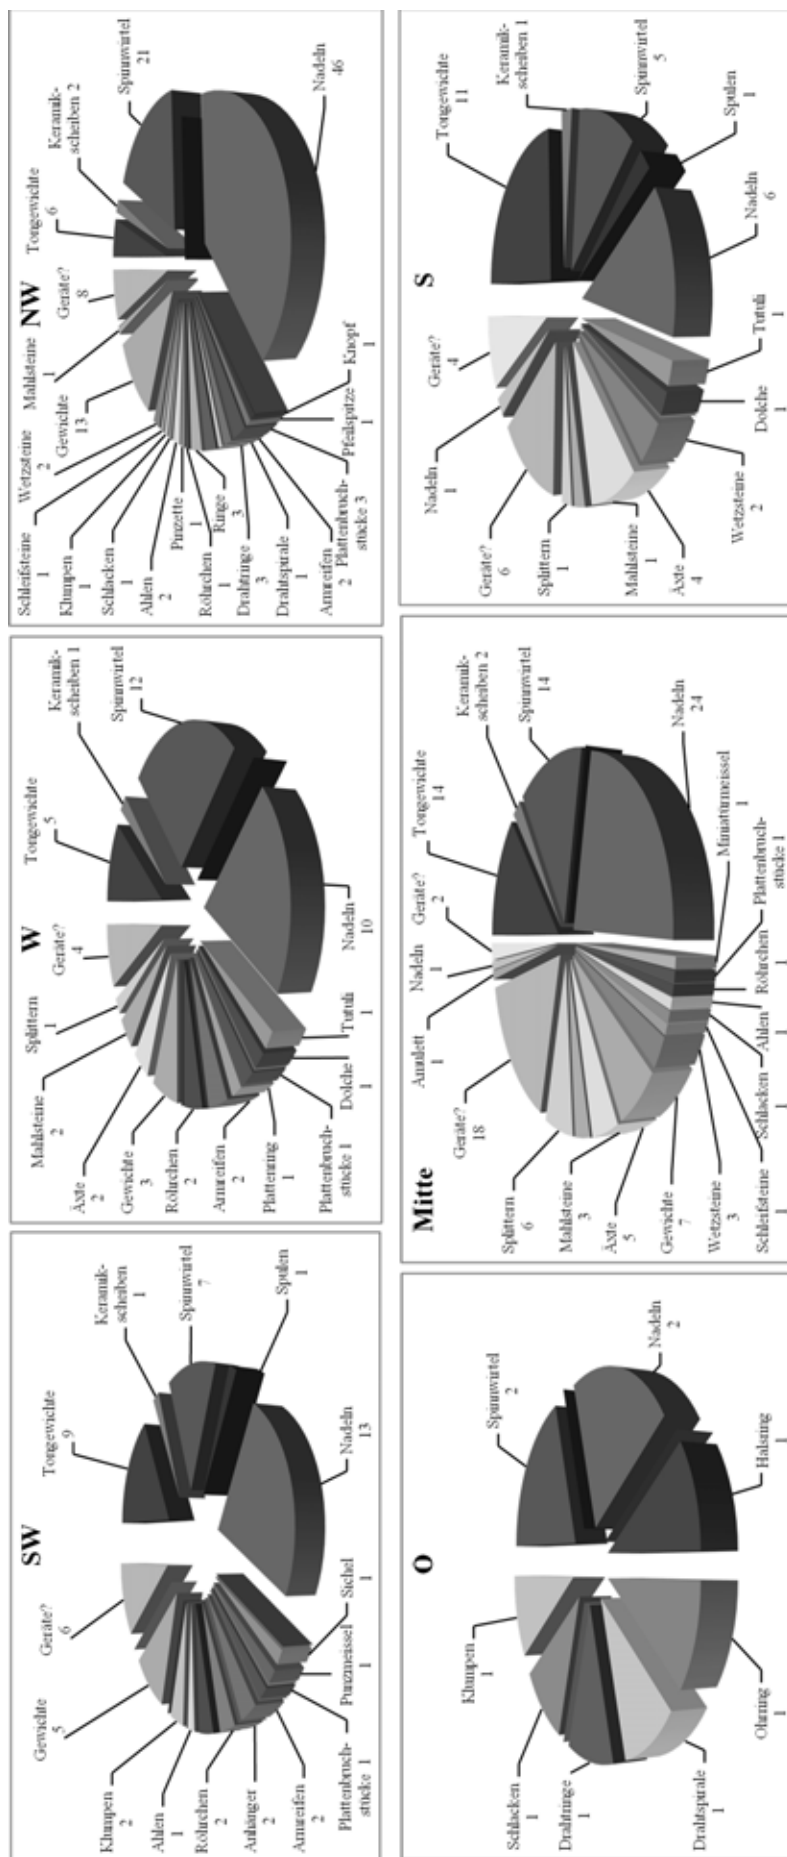 SW
Tongewichte
9
Keramik-
scheiben
1
Spinnwirtel
7
Spulen
1
Nadeln
13
Sichel
1
Punzmeissel
1
Plattenbruch-
stücke 1
Armreifen
2
Anhänger
2
Röhrchen
2
Ahlen
1
Klumpen
2
Gewichte
5
Geräte?
6
W
Tongewichte
5
Keramik-
scheiben 1
Spinnwirtel
12
Nadeln
10
Tutuli
1
Dolche
1
Plattenbruch-
stücke 1
Plattenring
1
Armreifen
2
Röhrchen
2
Gewichte
3
Äxte
2
Mahlsteine
2
Splittern
1
Geräte?
4
NW
Tongewichte
6
Keramik-
scheiben 2
Spinnwirtel
21
Nadeln
46
Knopf
1
Pfeilspitze
1
Plattenbruch-
stücke 3
Armreifen
2
Drahtspirale
1
Drahtringe
3
Ringe
3
Röhrchen
1
Pinzette
1
Ahlen
2
Schlacken
1
Klumpen
1
Schleifsteine
1
Wetzsteine
2
Gewichte
13
Mahlsteine
1
Geräte?
8
O
Spinnwirtel
2
Nadeln
2
Halsring
1
Ohrring
1
Drahtspirale
1
Drahtringe
1
Schlacken
1
Klumpen
1
Mitte
Tongewichte
14
Keramik-
scheiben 2
Spinnwirtel
14
Nadeln
24
Miniaturmeissel
1
Plattenbruch-
stücke 1
Röhrchen
1
Ahlen
1
Schlacken
1
Schleifsteine
1
Wetzsteine
3
Gewichte
7
Äxte
5
Mahlsteine
3
Splittern
6
Geräte?
18
Amulett
1
Nadeln
1
Geräte?
2
S
Tongewichte
11
Keramik-
scheiben 1
Spinnwirtel
5
Spulen
1
Nadeln
6
Tutuli
1
Dolche
1
Wetzsteine
2
Äxte
4
Mahlsteine
1
Splittern
1
Geräte?
6
Nadeln
1
Geräte?
4